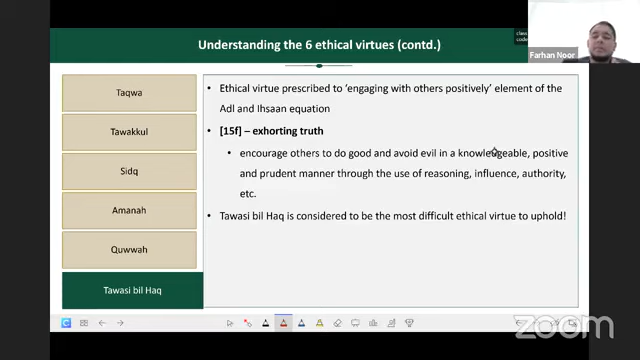 Understanding the 6 ethical virtues (contd.)
class
code
Farhan Noor
Taqwa
Tawakkul
Sidq
Amanah
Quwwah
Tawasi bil Haq
• Ethical virtue prescribed to ‘engaging with others positively’ element of the
Adl and Ihsaan equation
• [15f] – exhorting truth
• encourage others to do good and avoid evil in a knowledgeable, positive
and prudent manner through the use of reasoning, influence, authority,
etc.
• Tawasi bil Haq is considered to be the most difficult ethical virtue to uphold!
zoom